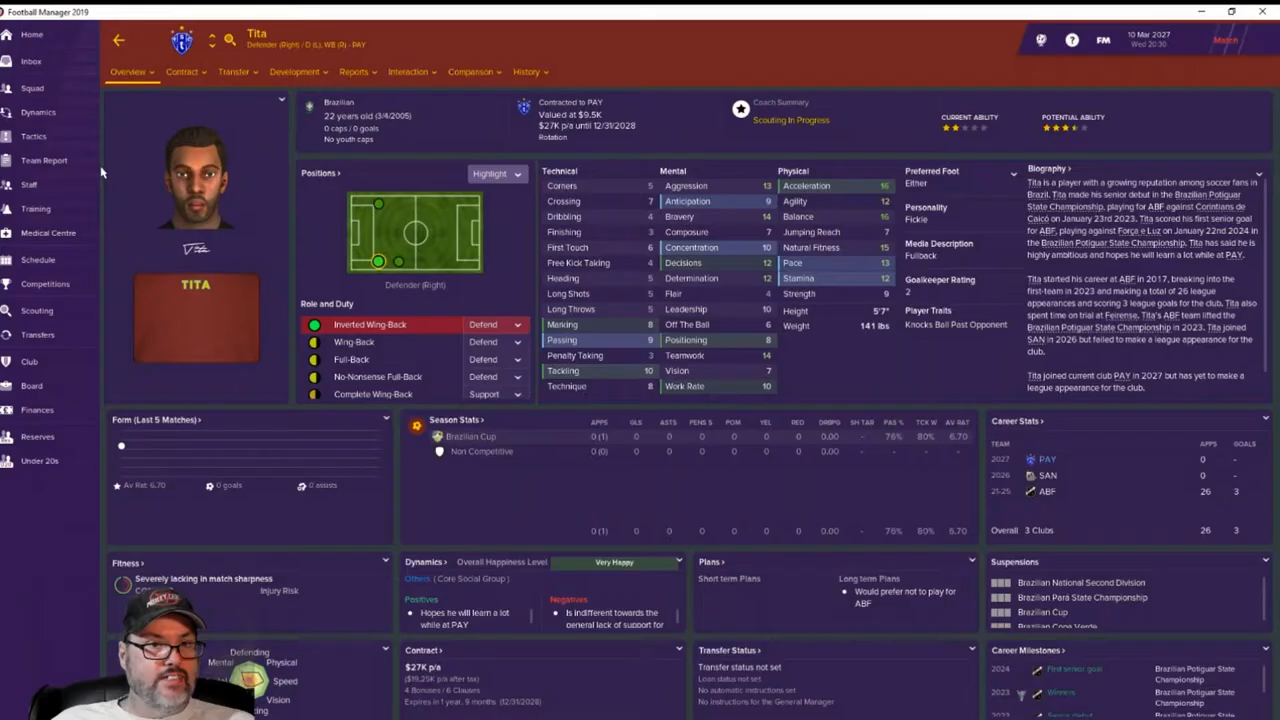 Football Manager 2019
Home
Inbox
Squad
Dynamics
Tactics
Team Report
Staff
Training
Medical Centre
Schedule
Competitions
Scouting
Transfers
Club
Board
Finances
Reserves
Under 20s
Tita
Defender (Right) / D (L), WB (R) - PAY
10 Mar 2027
Wed 20:30
FM
Match
Overview Contract Transfer Development Reports Interaction Comparison History
TITA
Brazilian
22 years old (3/4/2005)
0 caps / 0 goals
No youth caps
Contracted to PAY
Valued at $9.5K
$27K p/a until 12/31/2028
Rotation
Coach Summary
Scouting In Progress
CURRENT ABILITY
POTENTIAL ABILITY
Positions
Highlight
Defender (Right)
Role and Duty
Inverted Wing-Back Defend
Wing-Back Defend
Full-Back Defend
No-Nonsense Full-Back Defend
Complete Wing-Back Support
Technical
Corners 5
Crossing 7
Dribbling 4
Finishing 3
First Touch 6
Free Kick Taking 4
Heading 5
Long Shots 5
Long Throws 5
Marking 8
Passing 9
Penalty Taking 3
Tackling 10
Technique 8
Mental
Aggression 13
Anticipation 9
Bravery 14
Composure 7
Concentration 10
Decisions 12
Determination 12
Flair 4
Leadership 10
Off The Ball 6
Positioning 8
Teamwork 14
Vision 7
Work Rate 10
Physical
Acceleration 16
Agility 12
Balance 16
Jumping Reach 7
Natural Fitness 15
Pace 13
Stamina 12
Strength 9
Height 5'7"
Weight 141 lbs
Preferred Foot
Either
Personality
Fickle
Media Description
Fullback
Goalkeeper Rating
2
Player Traits
Knocks Ball Past Opponent
Biography
Tita is a player with a growing reputation among soccer fans in
Brazil. Tita made his senior debut in the Brazilian Potiguar
State Championship, playing for ABF against Corintians de
Caicó on January 23rd 2023. Tita scored his first senior goal
for ABF, playing against Força e Luz on January 22nd 2024 in
the Brazilian Potiguar State Championship. Tita has said he is
highly ambitious and hopes he will learn a lot while at PAY.
Tita started his career at ABF in 2017, breaking into the
first-team in 2023 and making a total of 26 league
appearances and scoring 3 league goals for the club. Tita also
spent time on trial at Feirense. Tita's ABF team lifted the
Brazilian Potiguar State Championship in 2023. Tita joined
SAN in 2026 but failed to make a league appearance for the
club.
Tita joined current club PAY in 2027 but has yet to make a
league appearance for the club.
Form (Last 5 Matches)
Av Rat: 6.70 0 goals 0 assists
Season Stats APPS GLS ASTS PENS S POM YEL RED DRBPG SH TAR PAS % TCK W AV RAT
Brazilian Cup 0 (1) 0 0 0 0 0 0 0.00 - 76% 80% 6.70
Non Competitive 0 (0) 0 0 0 0 0 0 0.00 - - - -
0 (1) 0 0 0 0 0 0 0.00 - 76% 80% 6.70
Career Stats
TEAM APPS GOALS
2027 PAY 0 -
2026 SAN 0 -
21-25 ABF 26 3
Overall 3 Clubs 26 3
Fitness
Severely lacking in match sharpness
Injury Risk
Defending
Mental Physical
Speed
Vision
Dynamics Overall Happiness Level Very Happy
Others ( Core Social Group )
Positives
Hopes he will learn a lot
while at PAY
Negatives
Is indifferent towards the
general lack of support for
Plans
Short term Plans
Long term Plans
Would prefer not to play for
ABF
Suspensions
Brazilian National Second Division
Brazilian Pará State Championship
Brazilian Cup
Brazilian Copa Verde
Contract
$27K p/a
($19.25K p/a after tax)
4 Bonuses / 6 Clauses
Expires in 1 year, 9 months (12/31/2028)
Transfer Status
Transfer status not set
Loan status not set
No automatic instructions set
No instructions for the General Manager
Career Milestones
2024 First senior goal Brazilian Potiguar State
Championship
2023 Winners Brazilian Potiguar State
Championship
2023 Senior debut Brazilian Potiguar State